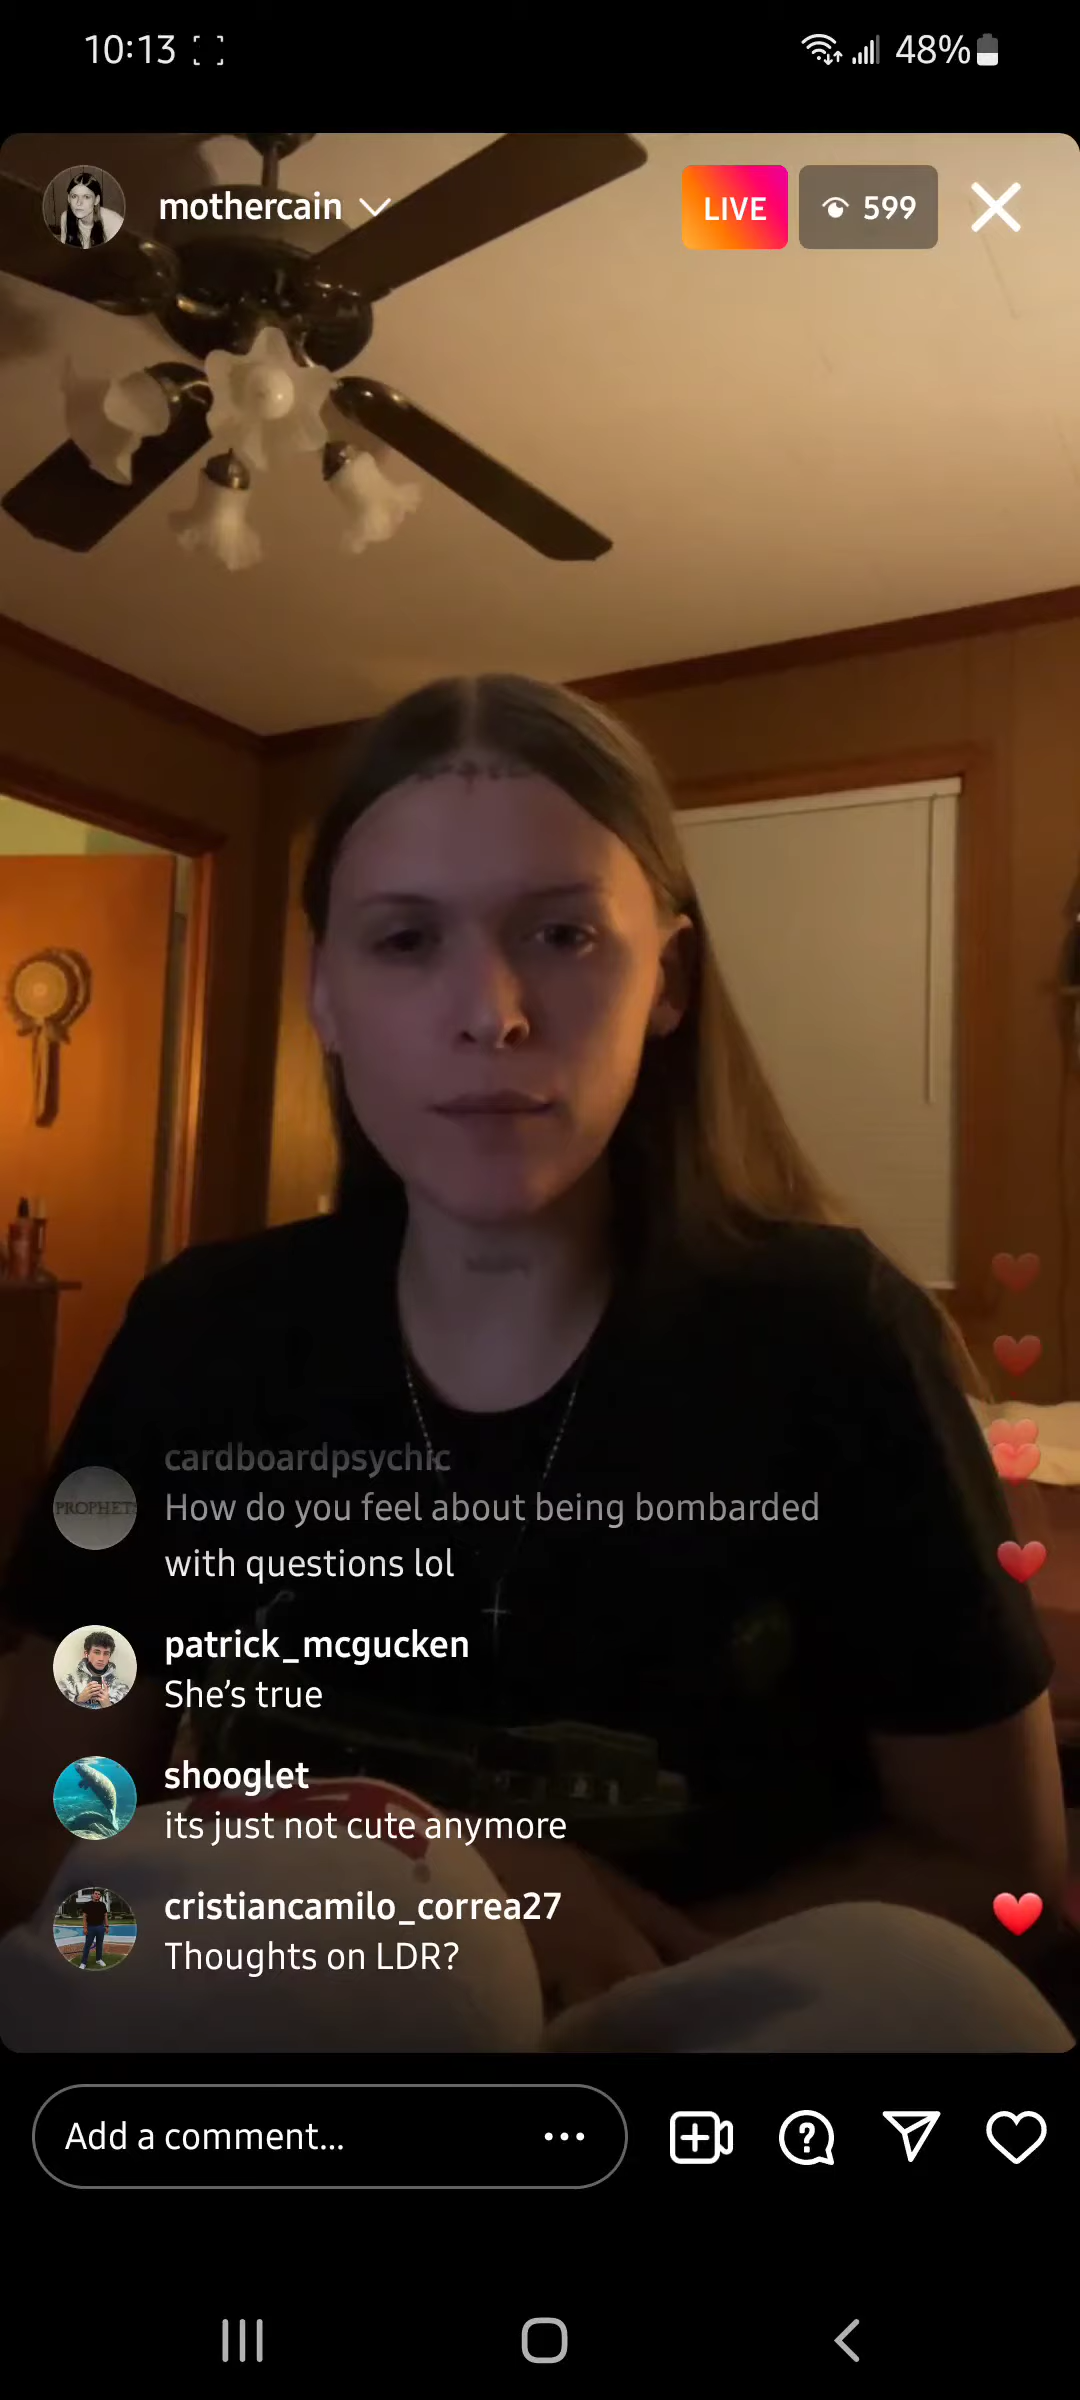 10:13
48%
mothercain
LIVE
599
cardboardpsychic
How do you feel about being bombarded
with questions lol
PROPHET
patrick_mcgucken
She's true
shooglet
its just not cute anymore
cristiancamilo_correa27
Thoughts on LDR?
Add a comment...